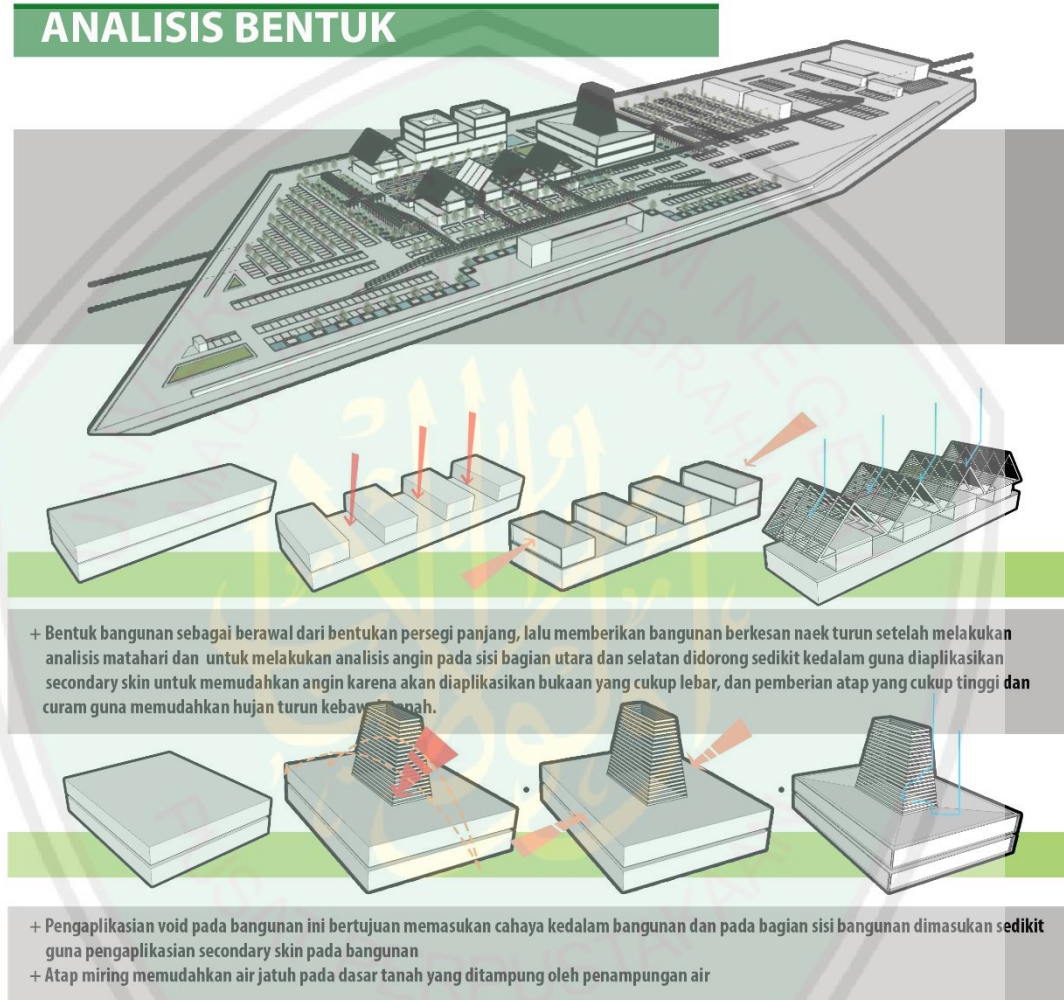 ANALISIS BENTUK
+ Bentuk bangunan sebagai berawal dari bentukan persegi panjang, lalu memberikan bangunan berkesan naek turun setelah melakukan
analisis matahari dan untuk melakukan analisis angin pada sisi bagian utara dan selatan didorong sedikit kedalam guna diaplikasikan
secondary skin untuk memudahkan angin karena akan diaplikasikan bukaan yang cukup lebar, dan pemberian atap yang cukup tinggi dan
curam guna memudahkan hujan turun
+ Pengaplikasian void pada bangunan ini bertujuan memasukan cahaya kedalam bangunan dan pada bagian sisi bangunan dimasukan sedikit
guna pengaplikasian secondary skin pada bangunan
+ Atap miring memudahkan air jatuh pada dasar tanah yang ditampung oleh penampungan air